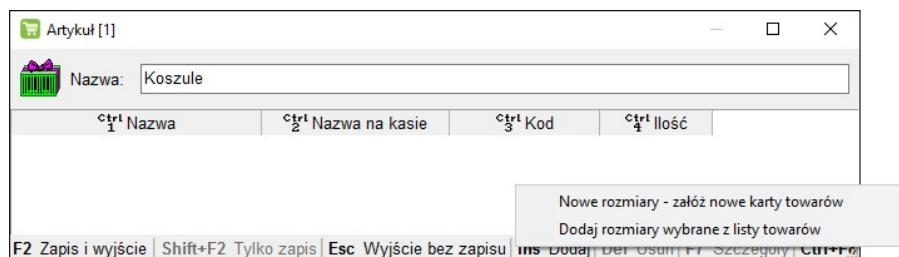 Artykuł [1]
Nazwa: Koszule
Ctrl 1 Nazwa Ctrl 2 Nazwa na kasie Ctrl 3 Kod Ctrl 4 Ilość
Nowe rozmiary - załóż nowe karty towarów
Dodaj rozmiary wybrane z listy towarów
F2 Zapis i wyjście Shift+F2 Tylko zapis Esc Wyjście bez zapisu Ins Dodaj Del Usuń F7 Szczegóły